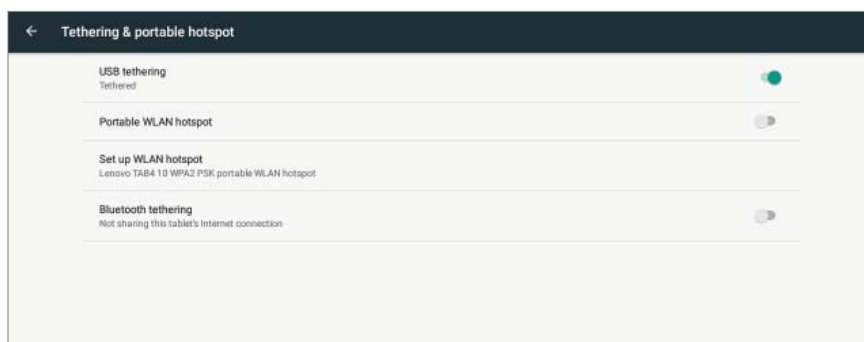 Tethering & portable hotspot
USB tethering
Tethered
Portable WLAN hotspot
Set up WLAN hotspot
Lenovo TAB4 10 WPA2 PSK portable WLAN hotspot
Bluetooth tethering
Not sharing this tablet's Internet connection